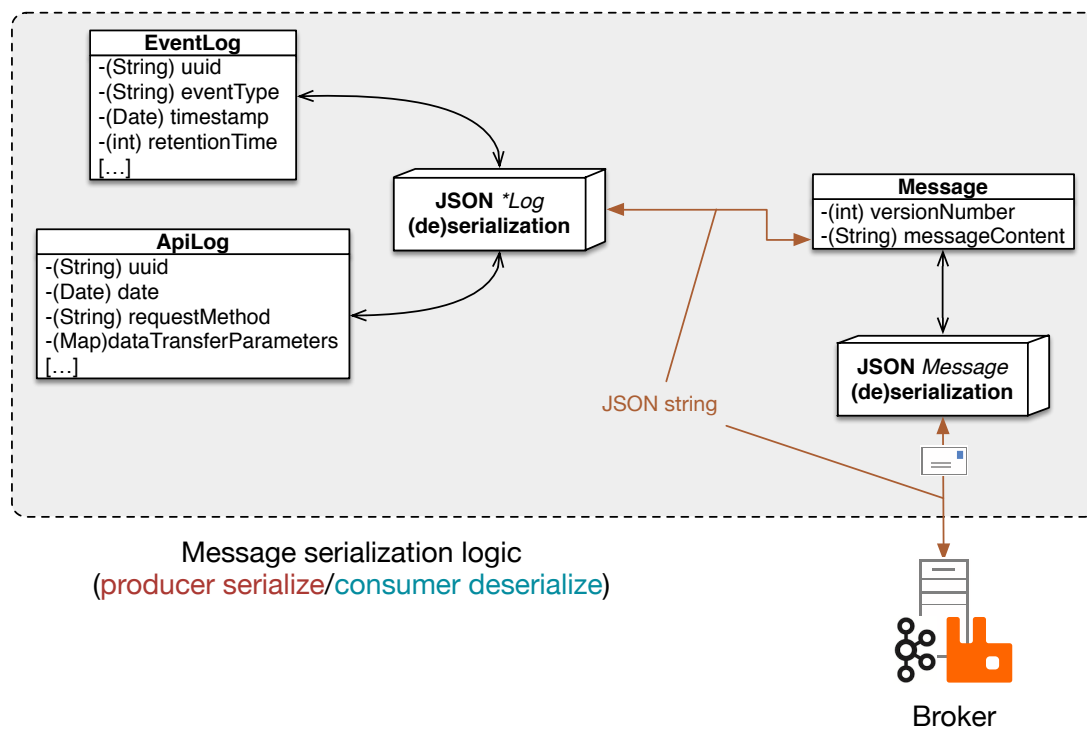 EventLog
-(String) uuid
-(String) eventType
-(Date) timestamp
-(int) retentionTime
[...]
JSON *Log
(de)serialization
Message
-(int) versionNumber
-(String) messageContent
ApiLog
-(String) uuid
-(Date) date
-(String) requestMethod
-(Map)dataTransferParameters
[...]
JSON Message
(de)serialization
JSON string
Message serialization logic
(producer serialize/consumer deserialize)
Broker